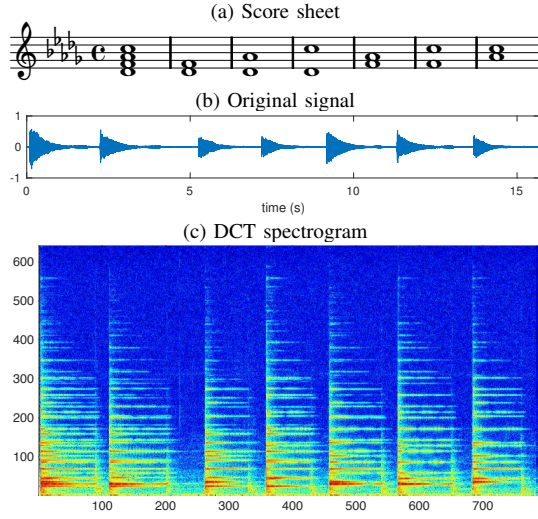 (a) Score sheet
(b) Original signal
1
0
-1
0 5 10 15
time (s)
(c) DCT spectrogram
600
500
400
300
200
100
100 200 300 400 500 600 700